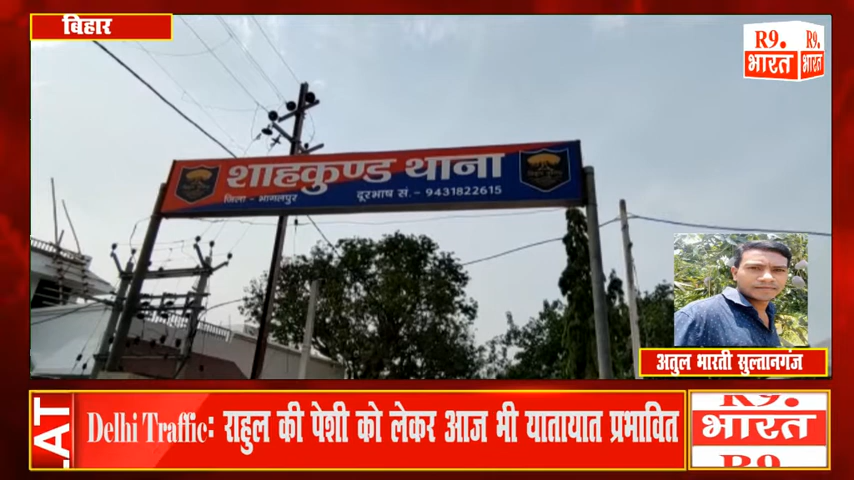 बिहार
R9.
भारत
R9.
भारत
शाहकुण्ड थाना
जिला - भागलपुर
दूरभाष सं. - 9431822615
अतुल भारती सुल्तानगंज
LAT
Delhi Traffic: राहुल की पेशी को लेकर आज भी यातायात प्रभावित
R9.
भारत
R9.